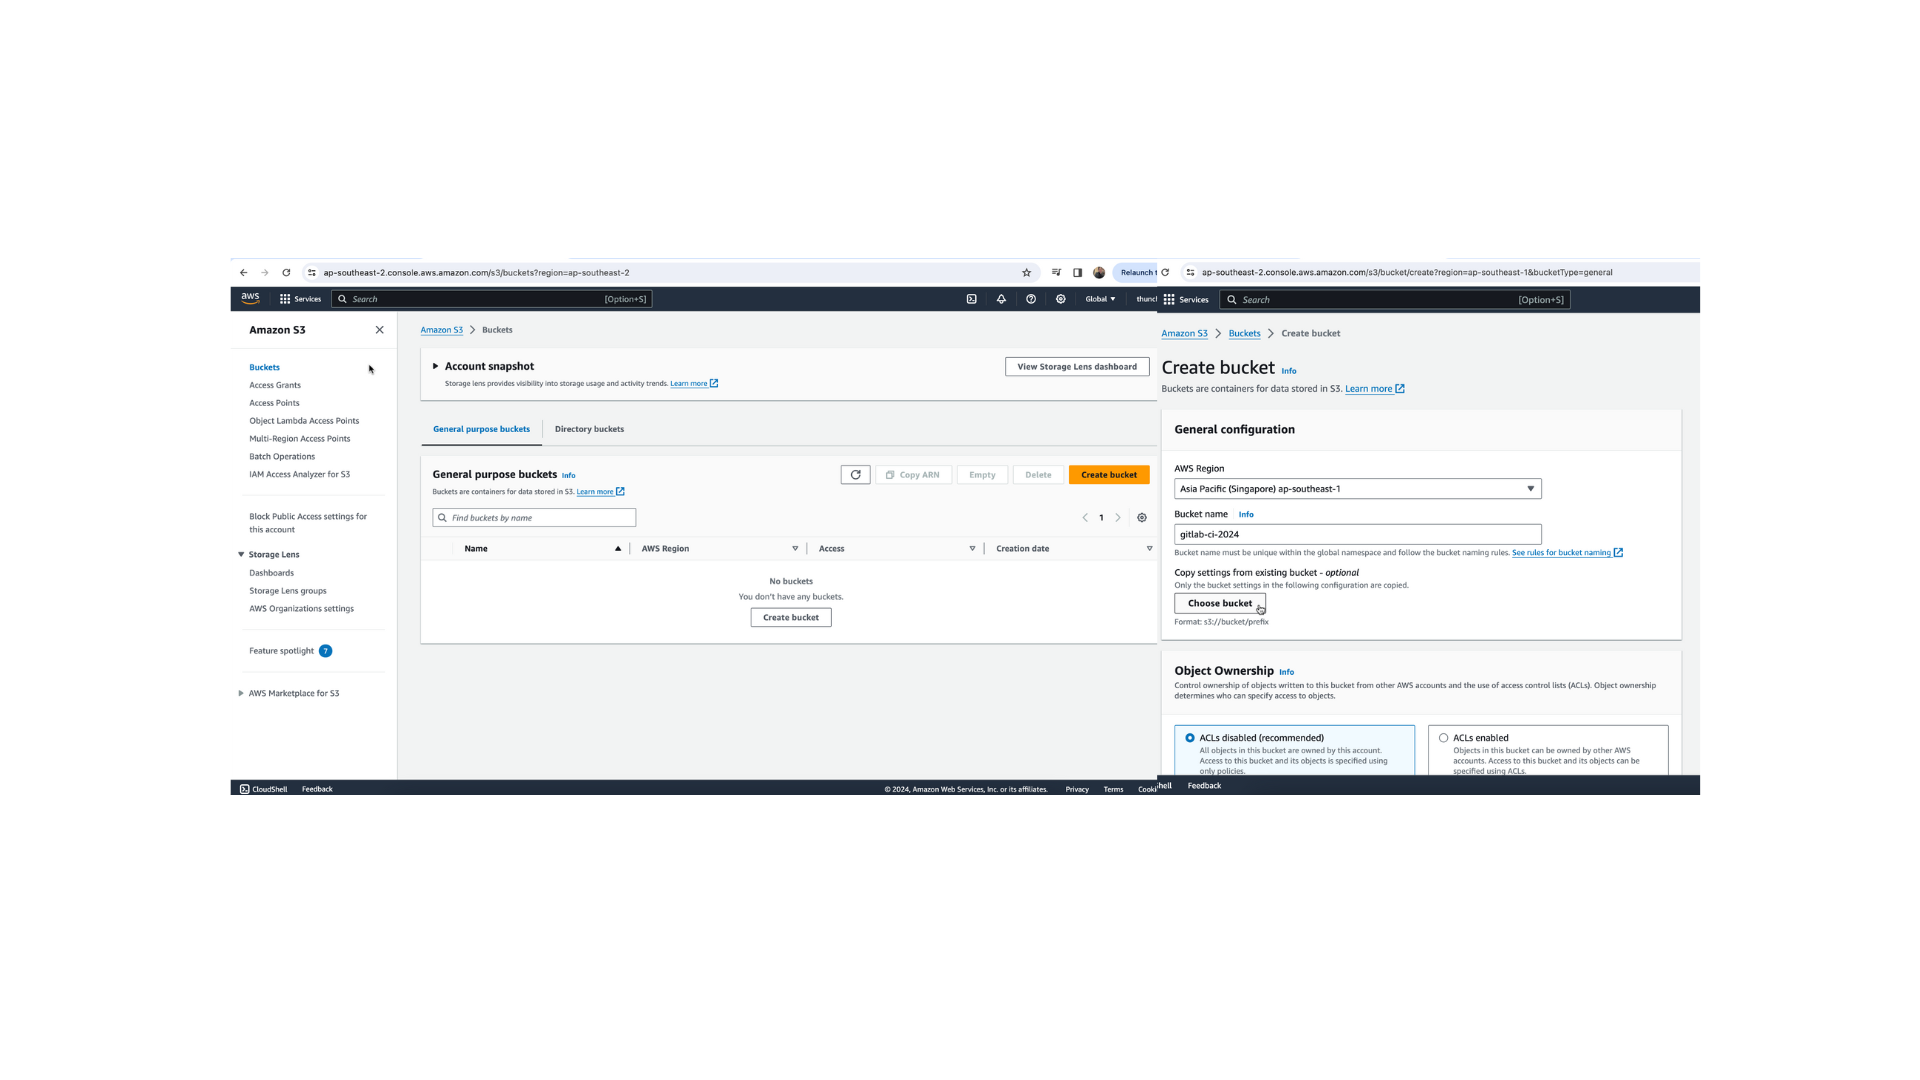 ap-southeast-2.console.aws.amazon.com/s3/buckets?region=ap-southeast-2
Relaunch t
aws
Services
Search
[Option+S]
Global
thuncl
Amazon S3
Buckets
Access Grants
Access Points
Object Lambda Access Points
Multi-Region Access Points
Batch Operations
IAM Access Analyzer for S3
Block Public Access settings for
this account
Storage Lens
Dashboards
Storage Lens groups
AWS Organizations settings
Feature spotlight 7
AWS Marketplace for S3
Amazon S3 > Buckets
Account snapshot
View Storage Lens dashboard
Storage lens provides visibility into storage usage and activity trends. Learn more
General purpose buckets
Directory buckets
General purpose buckets Info
Copy ARN
Empty
Delete
Create bucket
Buckets are containers for data stored in S3. Learn more
Find buckets by name
1
Name
AWS Region
Access
Creation date
No buckets
You don't have any buckets.
Create bucket
CloudShell
Feedback
© 2024, Amazon Web Services, Inc. or its affiliates.
Privacy
Terms
Cooki
ap-southeast-2.console.aws.amazon.com/s3/bucket/create?region=ap-southeast-1&bucketType=general
Services
Search
[Option+S]
Amazon S3 > Buckets > Create bucket
Create bucket Info
Buckets are containers for data stored in S3. Learn more
General configuration
AWS Region
Asia Pacific (Singapore) ap-southeast-1
Bucket name Info
gitlab-ci-2024
Bucket name must be unique within the global namespace and follow the bucket naming rules. See rules for bucket naming
Copy settings from existing bucket - optional
Only the bucket settings in the following configuration are copied.
Choose bucket
Format: s3://bucket/prefix
Object Ownership Info
Control ownership of objects written to this bucket from other AWS accounts and the use of access control lists (ACLs). Object ownership
determines who can specify access to objects.
ACLs disabled (recommended)
All objects in this bucket are owned by this account.
Access to this bucket and its objects is specified using
only policies.
ACLs enabled
Objects in this bucket can be owned by other AWS
accounts. Access to this bucket and its objects can be
specified using ACLs.
hell
Feedback